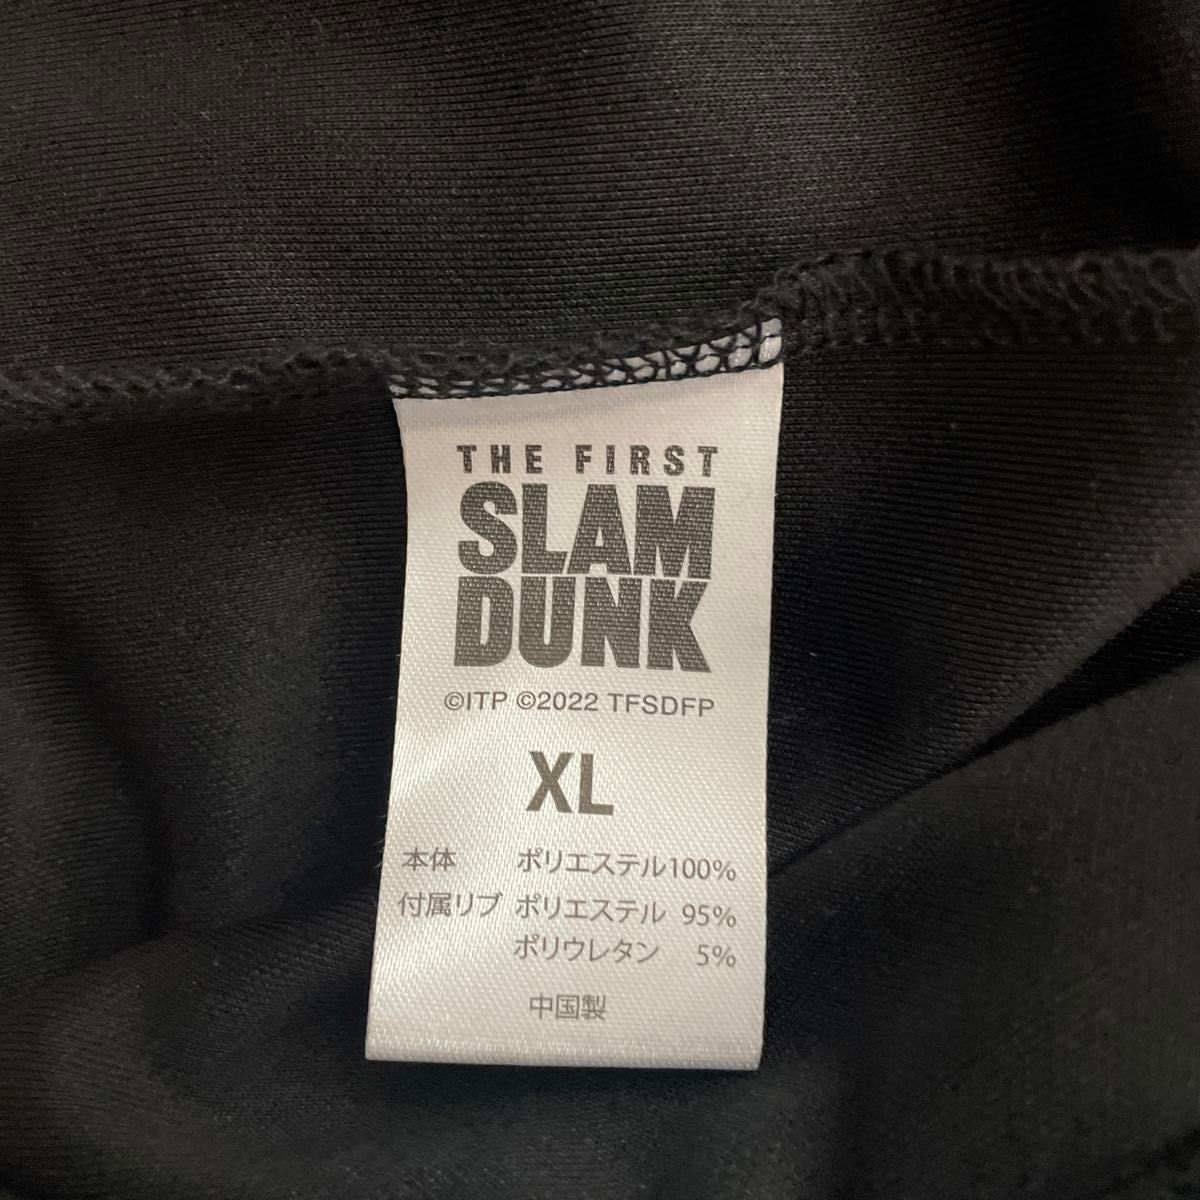 THE FIRST
SLAM
DUNK
©ITP ©2022 TFSDFP
XL
本体 ポリエステル100%
付属リブ ポリエステル 95%
ポリウレタン 5%
中国製